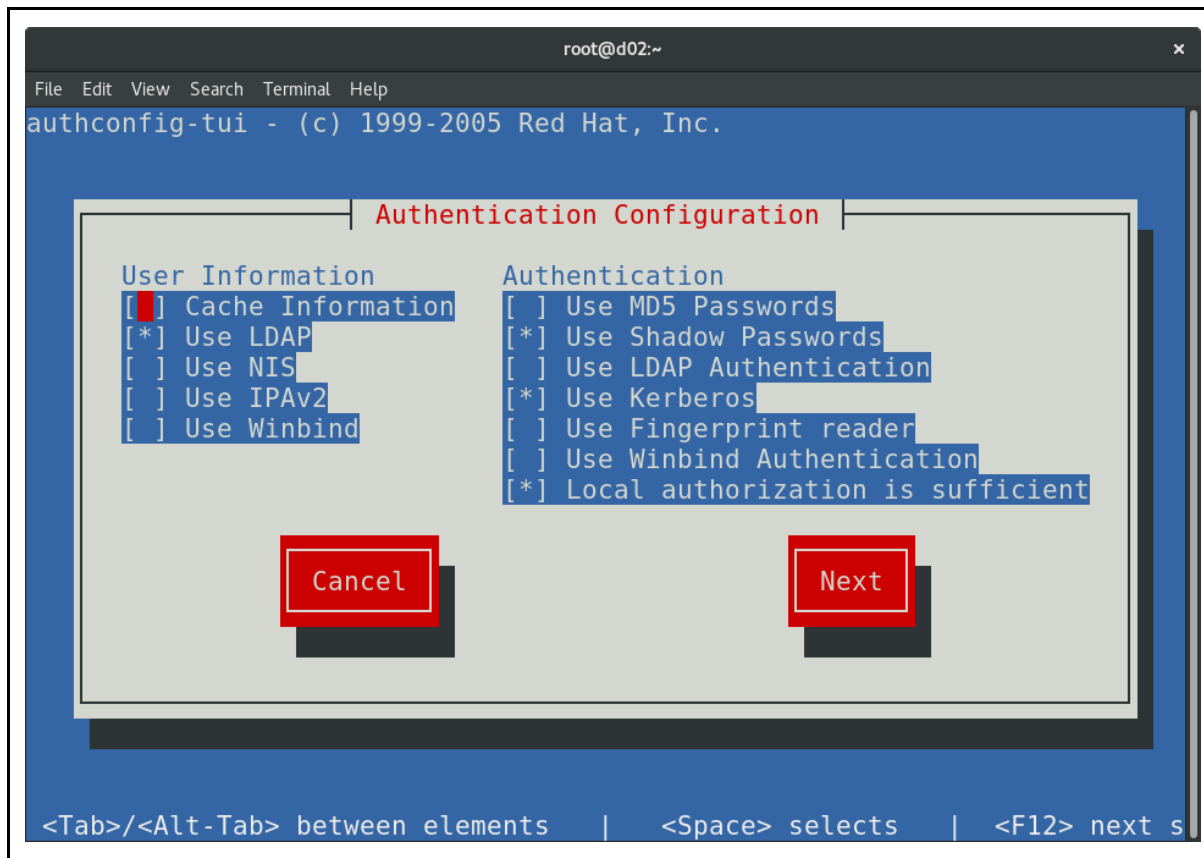 root@d02:~ ×
File Edit View Search Terminal Help
authconfig-tui - (c) 1999-2005 Red Hat, Inc.
Authentication Configuration
User Information
[ ] Cache Information
[*] Use LDAP
[ ] Use NIS
[ ] Use IPAv2
[ ] Use Winbind
Authentication
[ ] Use MD5 Passwords
[*] Use Shadow Passwords
[ ] Use LDAP Authentication
[*] Use Kerberos
[ ] Use Fingerprint reader
[ ] Use Winbind Authentication
[*] Local authorization is sufficient
Cancel
Next
<Tab>/<Alt-Tab> between elements | <Space> selects | <F12> next s